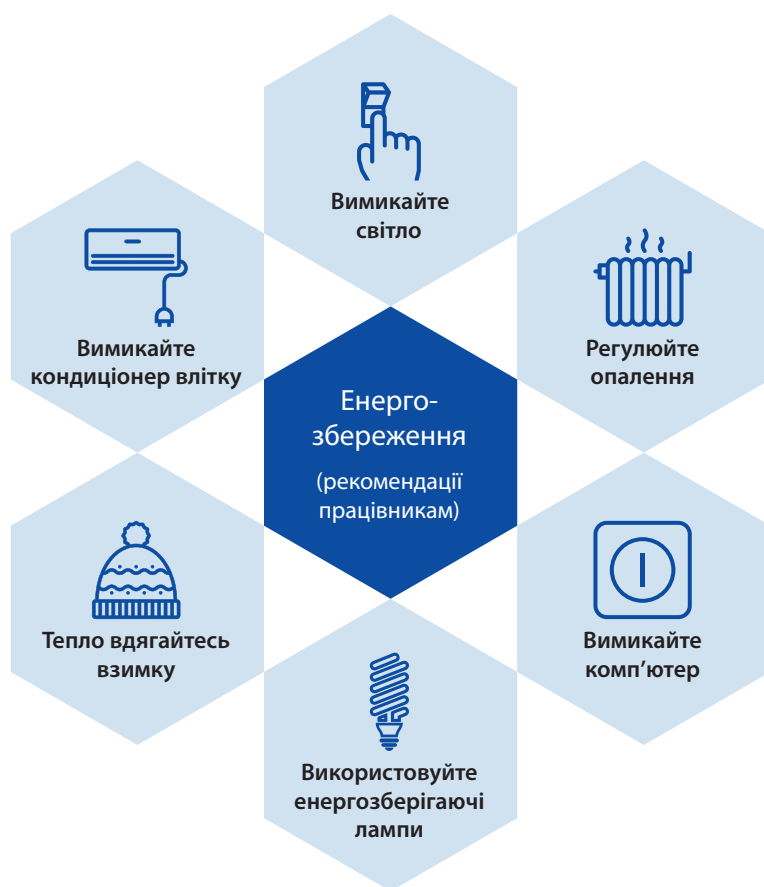 Вимикайте
світло
Вимикайте
кондиціонер влітку
Регулюйте
опалення
Енерго-
збереження
(рекомендації
працівникам)
Тепло вдягайтесь
взимку
Вимикайте
комп’ютер
Використовуйте
енергозберігаючі
лампи